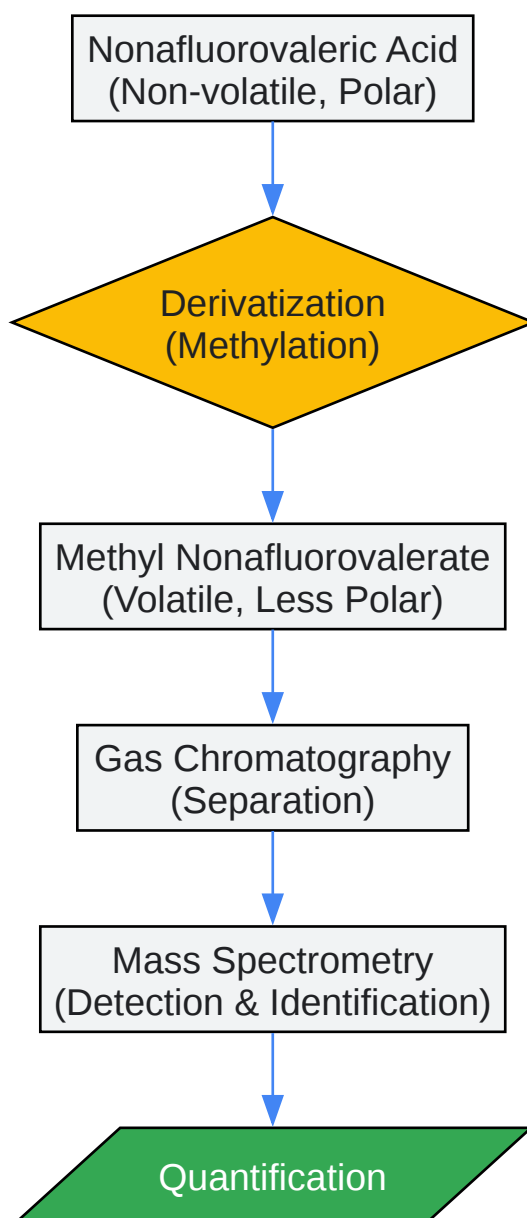 Nonafluorovaleric Acid
(Non-volatile, Polar)
Derivatization
(Methylation)
Methyl Nonafluorovalerate
(Volatile, Less Polar)
Gas Chromatography
(Separation)
Mass Spectrometry
(Detection & Identification)
Quantification